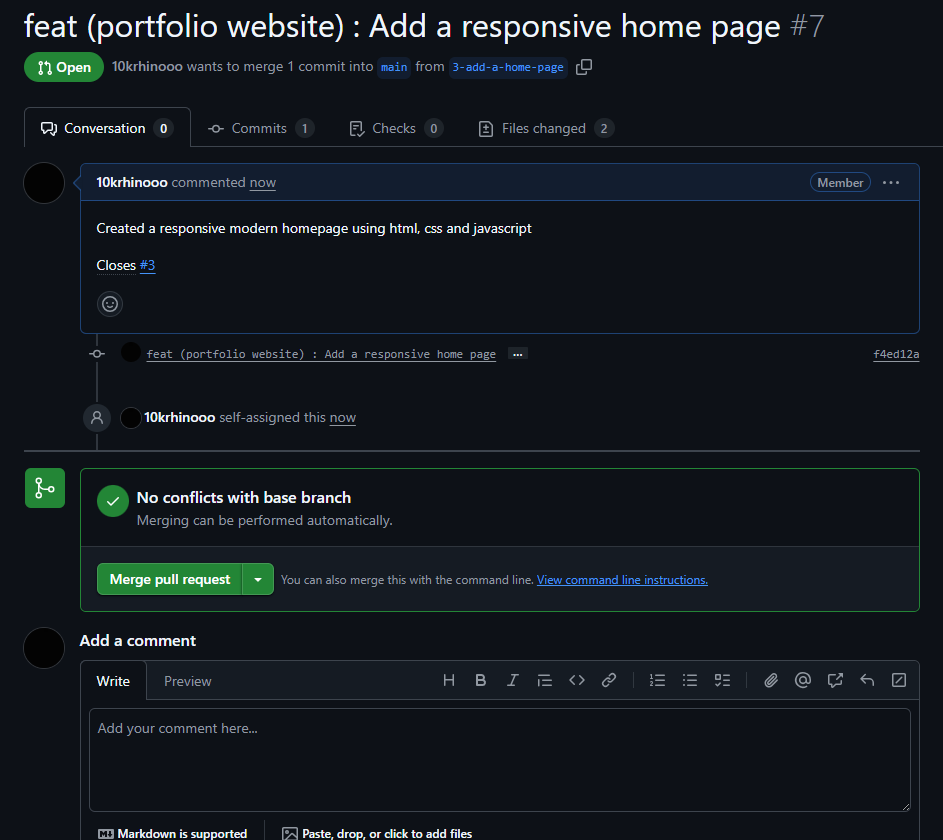 feat (portfolio website) : Add a responsive home page #7
Open 10krhinooo wants to merge 1 commit into main from 3-add-a-home-page
Conversation 0 Commits 1 Checks 0 Files changed 2
10krhinooo commented now Member
Created a responsive modern homepage using html, css and javascript
Closes #3
feat (portfolio website) : Add a responsive home page … f4ed12a
10krhinooo self-assigned this now
No conflicts with base branch
Merging can be performed automatically.
Merge pull request You can also merge this with the command line. View command line instructions.
Add a comment
Write Preview
Add your comment here...
Markdown is supported Paste, drop, or click to add files